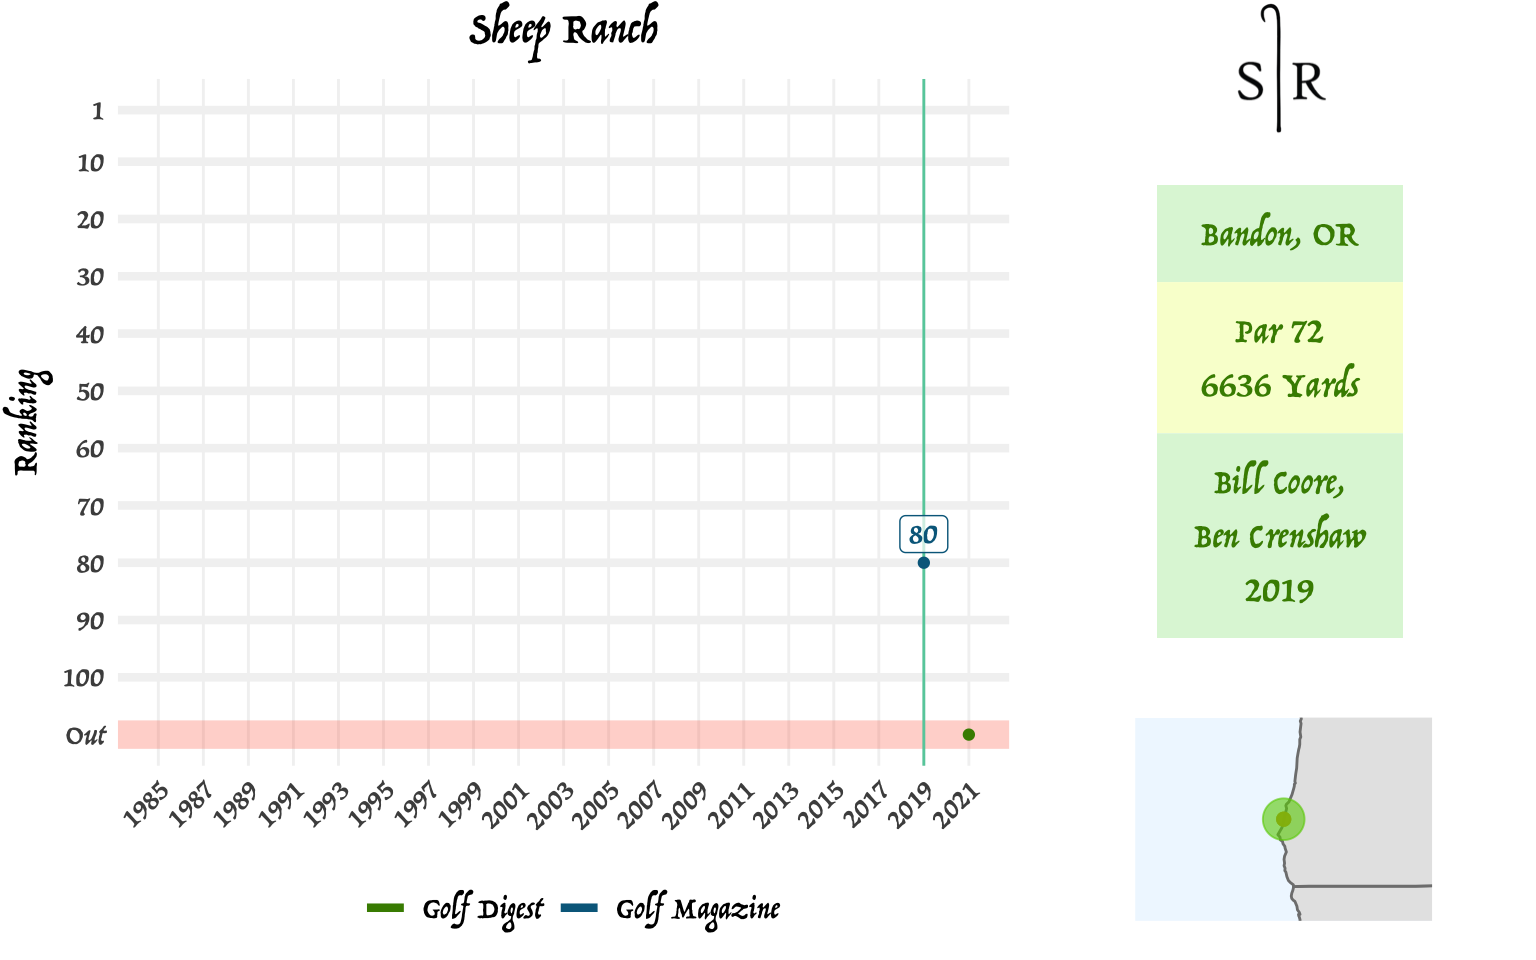 Sheep Ranch
S R
Ranking
1
10
20
30
40
50
60
70
80
90
100
Out
80
1985 1987 1989 1991 1993 1995 1997 1999 2001 2003 2005 2007 2009 2011 2013 2015 2017 2019 2021
Golf Digest Golf Magazine
Bandon, OR
Par 72
6636 Yards
Bill Coore,
Ben Crenshaw
2019